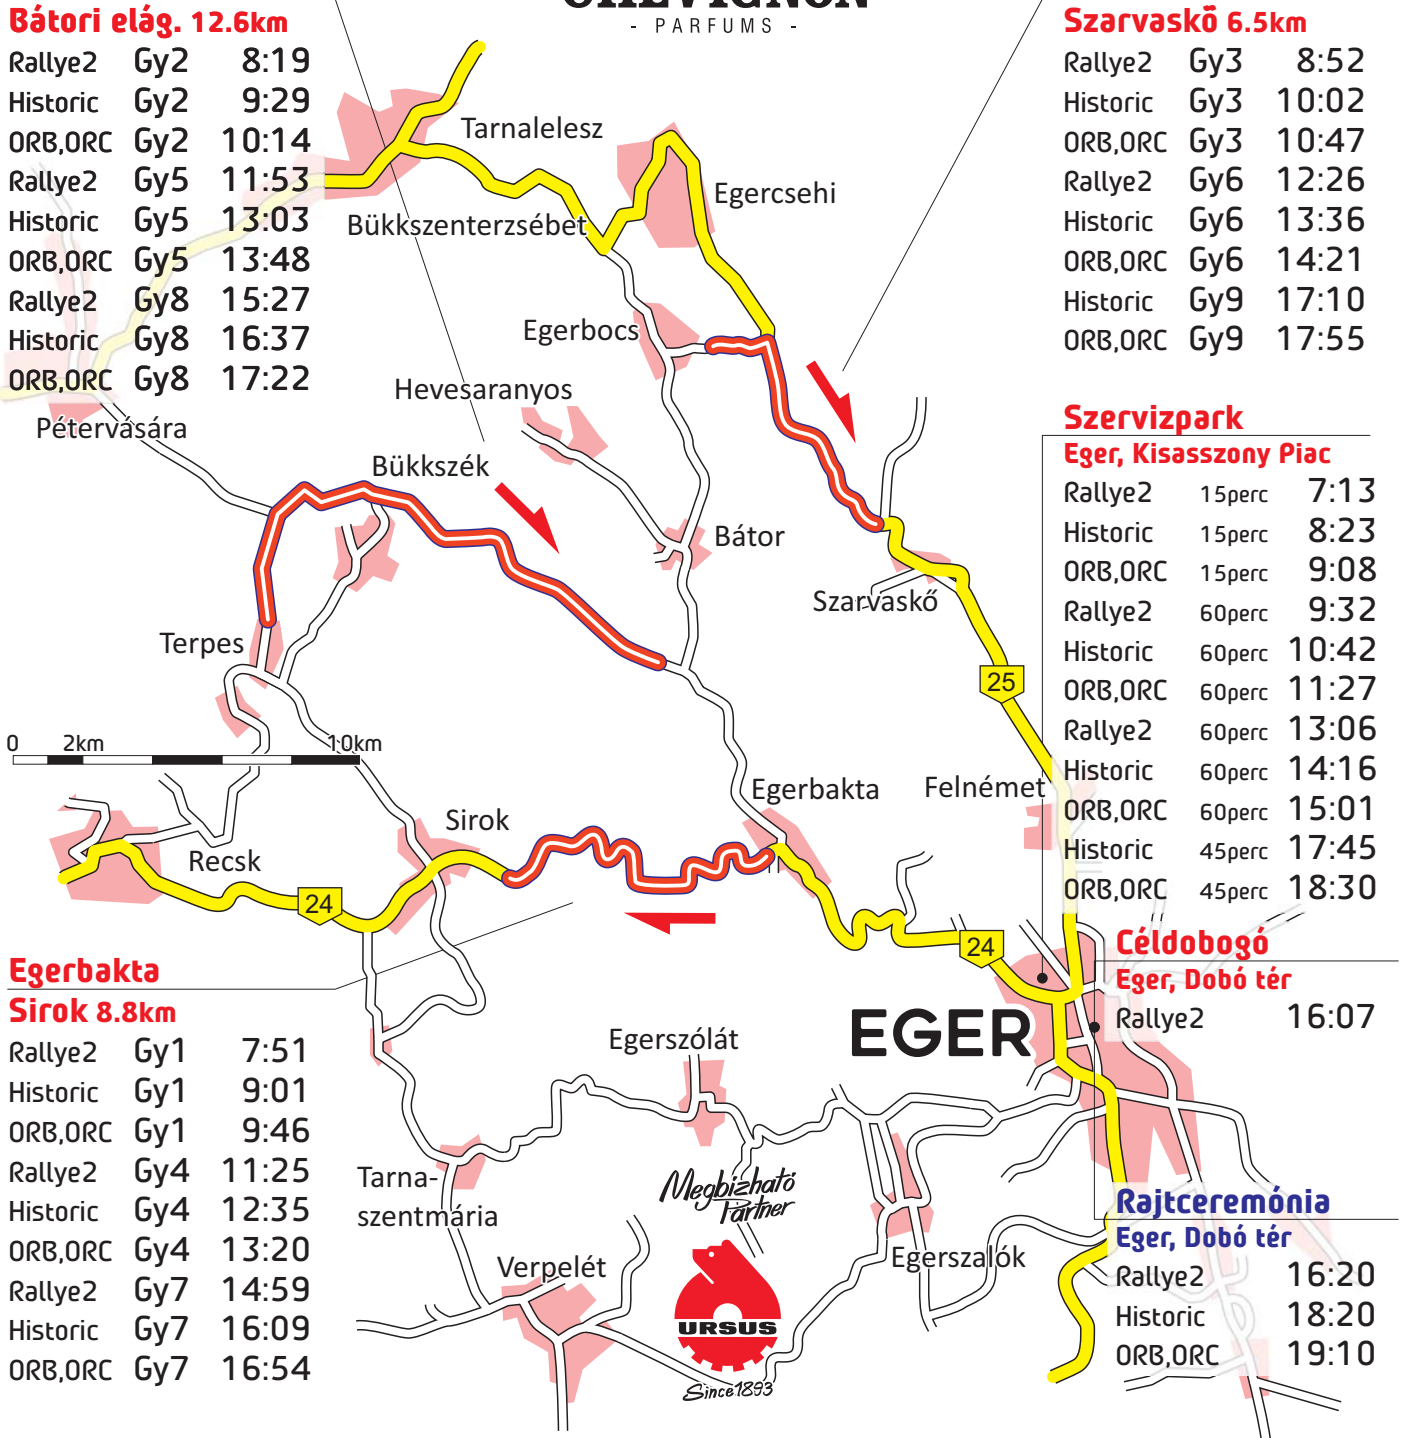 CHEVIGNON
- PARFUMS -
Bátori elág. 12.6km
Rallye2 Gy2 8:19
Historic Gy2 9:29
ORB,ORC Gy2 10:14
Rallye2 Gy5 11:53
Historic Gy5 13:03
ORB,ORC Gy5 13:48
Rallye2 Gy8 15:27
Historic Gy8 16:37
ORB,ORC Gy8 17:22
Szarvaskő 6.5km
Rallye2 Gy3 8:52
Historic Gy3 10:02
ORB,ORC Gy3 10:47
Rallye2 Gy6 12:26
Historic Gy6 13:36
ORB,ORC Gy6 14:21
Historic Gy9 17:10
ORB,ORC Gy9 17:55
Tarnalelesz
Egercsehi
Bükkszenterzsébet
Egerbocs
Hevesaranyos
Pétervására
Bükkszék
Bátor
Szarvaskő
Terpes
25
0 2km 10km
Egerbakta
Felnémet
Sirok
Recsk
24
24
Szervizpark
Eger, Kisasszony Piac
Rallye2 15perc 7:13
Historic 15perc 8:23
ORB,ORC 15perc 9:08
Rallye2 60perc 9:32
Historic 60perc 10:42
ORB,ORC 60perc 11:27
Rallye2 60perc 13:06
Historic 60perc 14:16
ORB,ORC 60perc 15:01
Historic 45perc 17:45
ORB,ORC 45perc 18:30
Céldobogó
Eger, Dobó tér
Rallye2 16:07
EGER
Egerbakta
Sirok 8.8km
Rallye2 Gy1 7:51
Historic Gy1 9:01
ORB,ORC Gy1 9:46
Rallye2 Gy4 11:25
Historic Gy4 12:35
ORB,ORC Gy4 13:20
Rallye2 Gy7 14:59
Historic Gy7 16:09
ORB,ORC Gy7 16:54
Egerszólát
Tarna-
szentmária
Verpelét
Egerszalók
Megbízható
Partner
URSUS
Since 1893
Rajtceremónia
Eger, Dobó tér
Rallye2 16:20
Historic 18:20
ORB,ORC 19:10